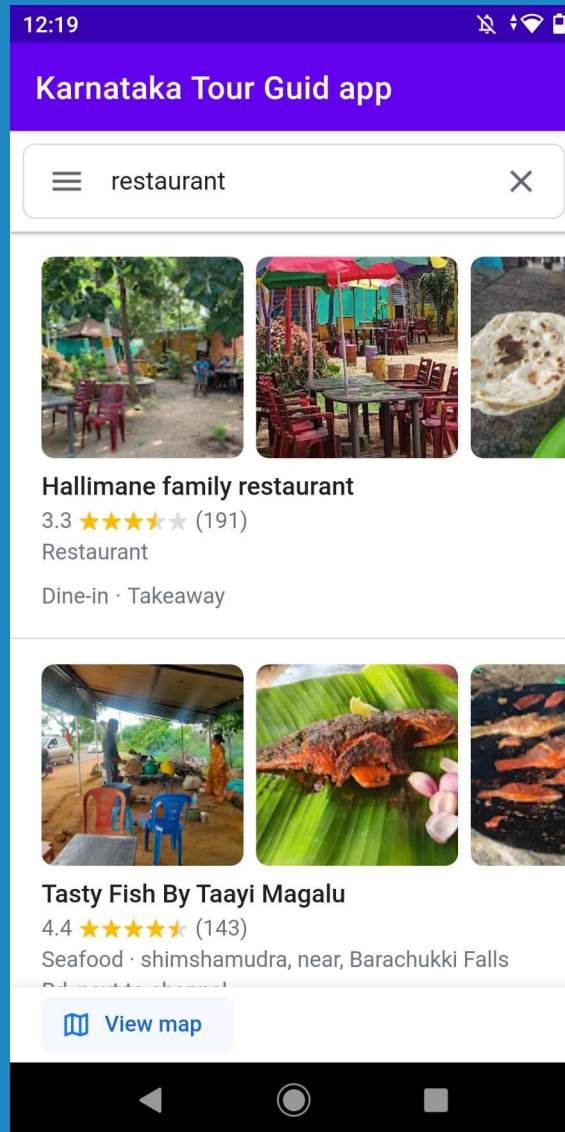 12:19
Karnataka Tour Guid app
restaurant
Hallimane family restaurant
3.3 (191)
Restaurant
Dine-in · Takeaway
Tasty Fish By Taayi Magalu
4.4 (143)
Seafood · shimshamudra, near, Barachukki Falls
View map